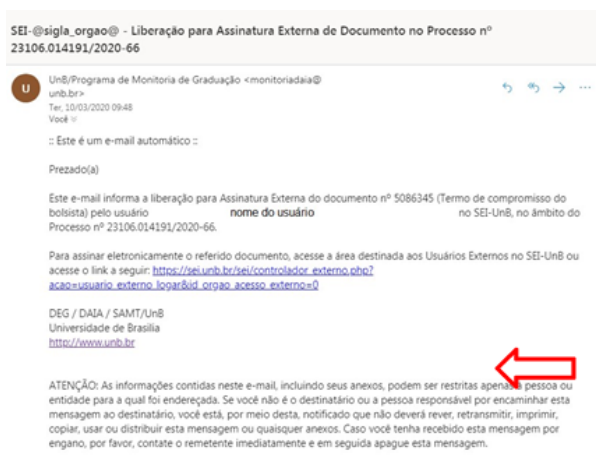 SEI-@sigla_orgao@ - Liberação para Assinatura Externa de Documento no Processo nº
23106.014191/2020-66
U
UnB/Programa de Monitoria de Graduação <monitoriadaia@
unb.br>
Ter, 10/03/2020 09:48
Você
:: Este é um e-mail automático ::
Prezado(a)
Este e-mail informa a liberação para Assinatura Externa do documento nº 5086345 (Termo de compromisso do
bolsista) pelo usuário nome do usuário no SEI-UnB, no âmbito do
Processo nº 23106.014191/2020-66.
Para assinar eletronicamente o referido documento, acesse a área destinada aos Usuários Externos no SEI-UnB ou
acesse o link a seguir: https://sei.unb.br/sei/controlador_externo.php?
acao=usuario_externo_logar&id_orgao_acesso_externo=0
DEG / DAIA / SAMT/UnB
Universidade de Brasilia
http://www.unb.br
ATENÇÃO: As informações contidas neste e-mail, incluindo seus anexos, podem ser restritas apenas à pessoa ou
entidade para a qual foi endereçada. Se você não é o destinatário ou a pessoa responsável por encaminhar esta
mensagem ao destinatário, você está, por meio desta, notificado que não deverá rever, retransmitir, imprimir,
copiar, usar ou distribuir esta mensagem ou quaisquer anexos. Caso você tenha recebido esta mensagem por
engano, por favor, contate o remetente imediatamente e em seguida apague esta mensagem.